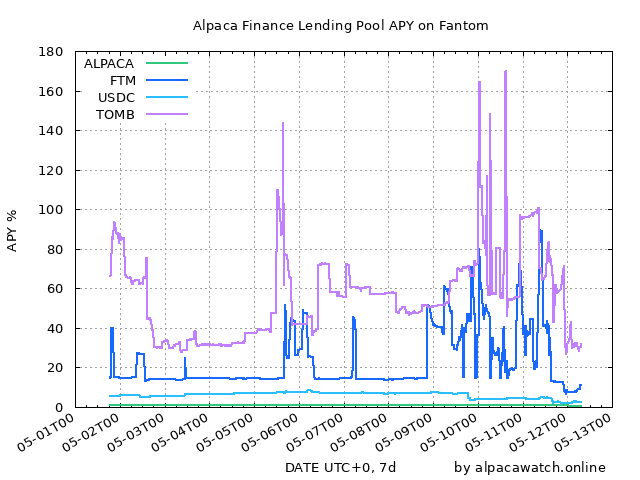 Alpaca Finance Lending Pool APY on Fantom
180
160
140
120
100
80
60
40
20
0
APY %
ALPACA
FTM
USDC
TOMB
05-01T00
05-02T00
05-03T00
05-04T00
05-05T00
05-06T00
05-07T00
05-08T00
05-09T00
05-10T00
05-11T00
05-12T00
05-13T00
DATE UTC+0, 7d
by alpacawatch.online